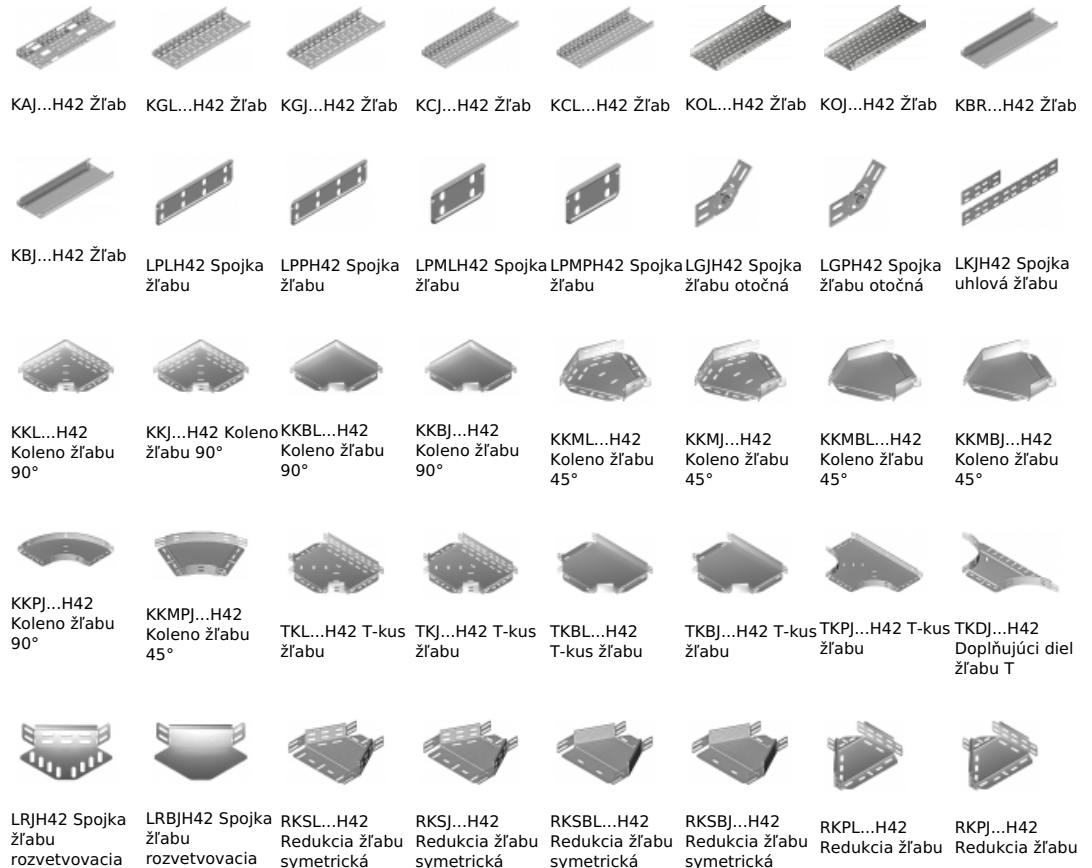 KAJ...H42 Žľab
KGL...H42 Žľab
KGJ...H42 Žľab
KCJ...H42 Žľab
KCL...H42 Žľab
KOL...H42 Žľab
KOJ...H42 Žľab
KBR...H42 Žľab
KBJ...H42 Žľab
LPLH42 Spojka
žľabu
LPPH42 Spojka
žľabu
LPMLH42 Spojka
žľabu
LPMPH42 Spojka
žľabu
LGJH42 Spojka
žľabu otočná
LGPH42 Spojka
žľabu otočná
LKJH42 Spojka
uhlová žľabu
KKL...H42
Koleno žľabu
90°
KKJ...H42 Koleno
žľabu 90°
KKBL...H42
Koleno žľabu
90°
KKBJ...H42
Koleno žľabu
90°
KKML...H42
Koleno žľabu
45°
KKMJ...H42
Koleno žľabu
45°
KKMBL...H42
Koleno žľabu
45°
KKMBJ...H42
Koleno žľabu
45°
KKPJ...H42
Koleno žľabu
90°
KKMPJ...H42
Koleno žľabu
45°
TKL...H42 T-kus
žľabu
TKJ...H42 T-kus
žľabu
TKBL...H42
T-kus žľabu
TKBJ...H42 T-kus
žľabu
TKPJ...H42 T-kus
žľabu
TKDJ...H42
Doplňujúci diel
žľabu T
LRJH42 Spojka
žľabu
rozvetvovacia
LRBJH42 Spojka
žľabu
rozvetvovacia
RKSL...H42
Redukcia žľabu
symetrická
RKSJ...H42
Redukcia žľabu
symetrická
RKSBL...H42
Redukcia žľabu
symetrická
RKSBJ...H42
Redukcia žľabu
symetrická
RKPL...H42
Redukcia žľabu
RKPJ...H42
Redukcia žľabu